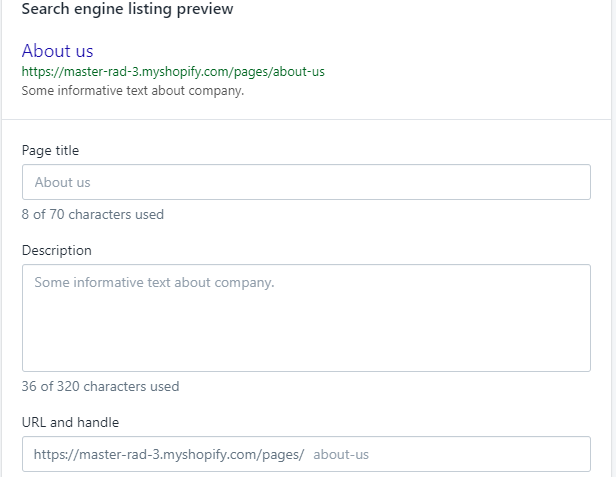 Search engine listing preview
About us
https://master-rad-3.myshopify.com/pages/about-us
Some informative text about company.
Page title
About us
8 of 70 characters used
Description
Some informative text about company.
36 of 320 characters used
URL and handle
https://master-rad-3.myshopify.com/pages/ about-us